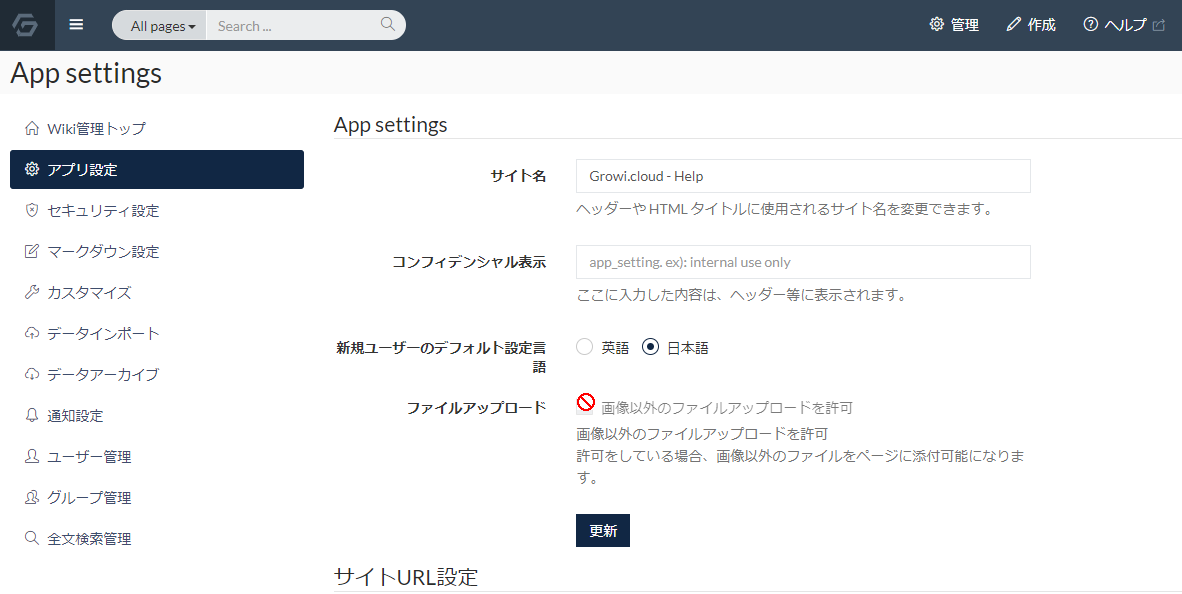 All pages
Search ...
管理
作成
ヘルプ
App settings
Wiki管理トップ
アプリ設定
セキュリティ設定
マークダウン設定
カスタマイズ
データインポート
データアーカイブ
通知設定
ユーザー管理
グループ管理
全文検索管理
App settings
サイト名
Growi.cloud - Help
ヘッダーや HTML タイトルに使用されるサイト名を変更できます。
コンフィデンシャル表示
app_setting. ex): internal use only
ここに入力した内容は、ヘッダー等に表示されます。
新規ユーザーのデフォルト設定言
語
英語
日本語
ファイルアップロード
画像以外のファイルアップロードを許可
画像以外のファイルアップロードを許可
許可をしている場合、画像以外のファイルをページに添付可能になりま
す。
更新
サイトURL設定